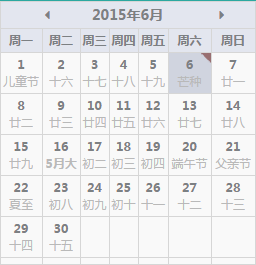 2015年6月
周一 周二 周三 周四 周五 周六 周日
1 2 3 4 5 6 7
儿童节 十六 十七 十八 十九 芒种 廿一
8 9 10 11 12 13 14
廿二 廿三 廿四 廿五 廿六 廿七 廿八
15 16 17 18 19 20 21
廿九 5月大 初二 初三 初四 端午节 父亲节
22 23 24 25 26 27 28
夏至 初八 初九 初十 十一 十二 十三
29 30
十四 十五